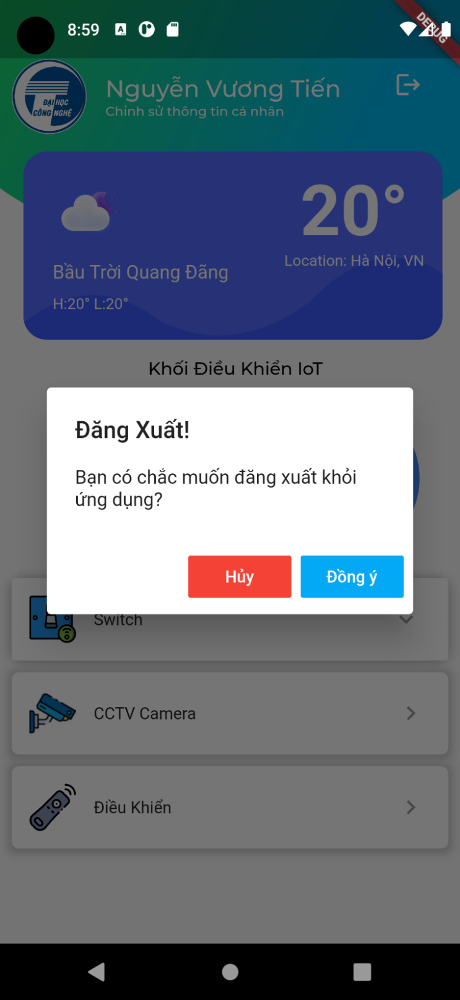 8:59
DEBUG
ĐẠI HỌC
CÔNG NGHỆ
Nguyễn Vương Tiến
Chỉnh sử thông tin cá nhân
20°
Location: Hà Nội, VN
Bầu Trời Quang Đãng
H:20° L:20°
Khối Điều Khiển IoT
Đăng Xuất!
Bạn có chắc muốn đăng xuất khỏi
ứng dụng?
Hủy
Đồng ý
Switch
CCTV Camera
Điều Khiển